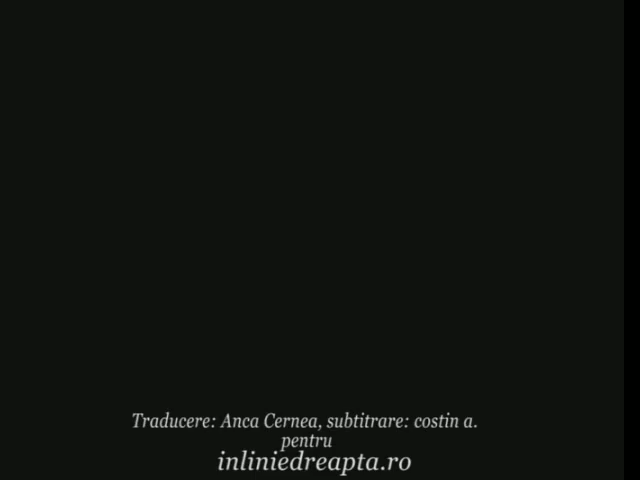 Traducere: Anca Cernea, subtitrare: costin a.
pentru
inliniedreapta.ro